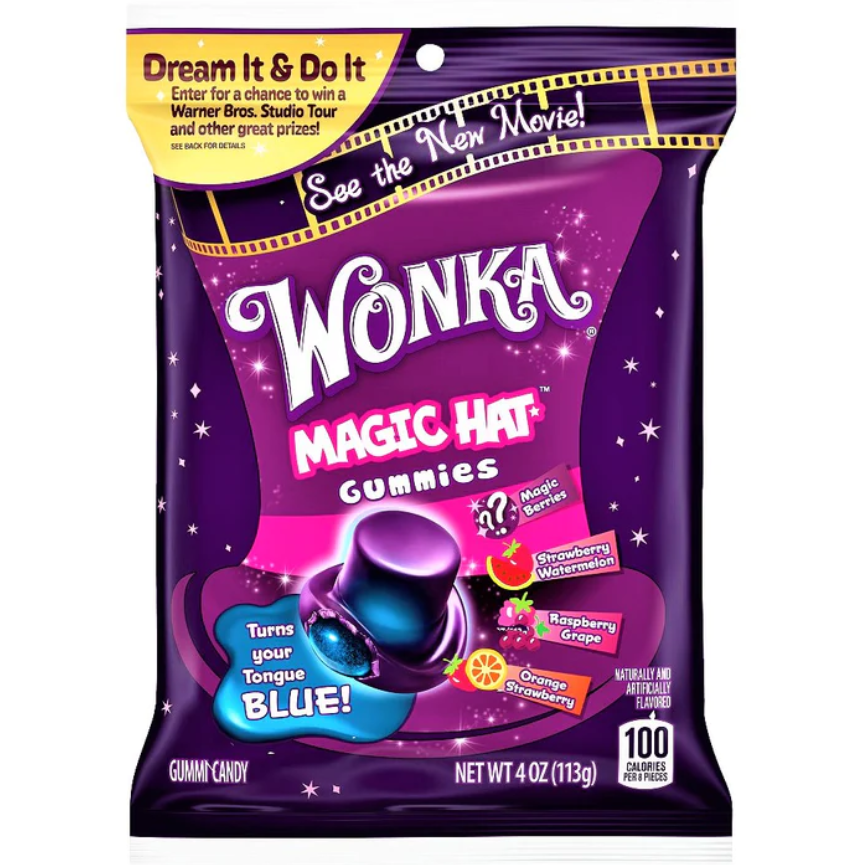 Dream It & Do It
Enter for a chance to win a
Warner Bros. Studio Tour
and other great prizes!
SEE BACK FOR DETAILS
See the New Movie!
WONKA®
MAGIC HAT™
GUMMIES
Magic
Berries
??
Strawberry
Watermelon
Raspberry
Grape
Orange
Strawberry
Turns
your
Tongue
BLUE!
NATURALLY AND
ARTIFICIALLY
FLAVORED
100
CALORIES
PER 8 PIECES
GUMMI CANDY
NET WT 4 OZ (113g)